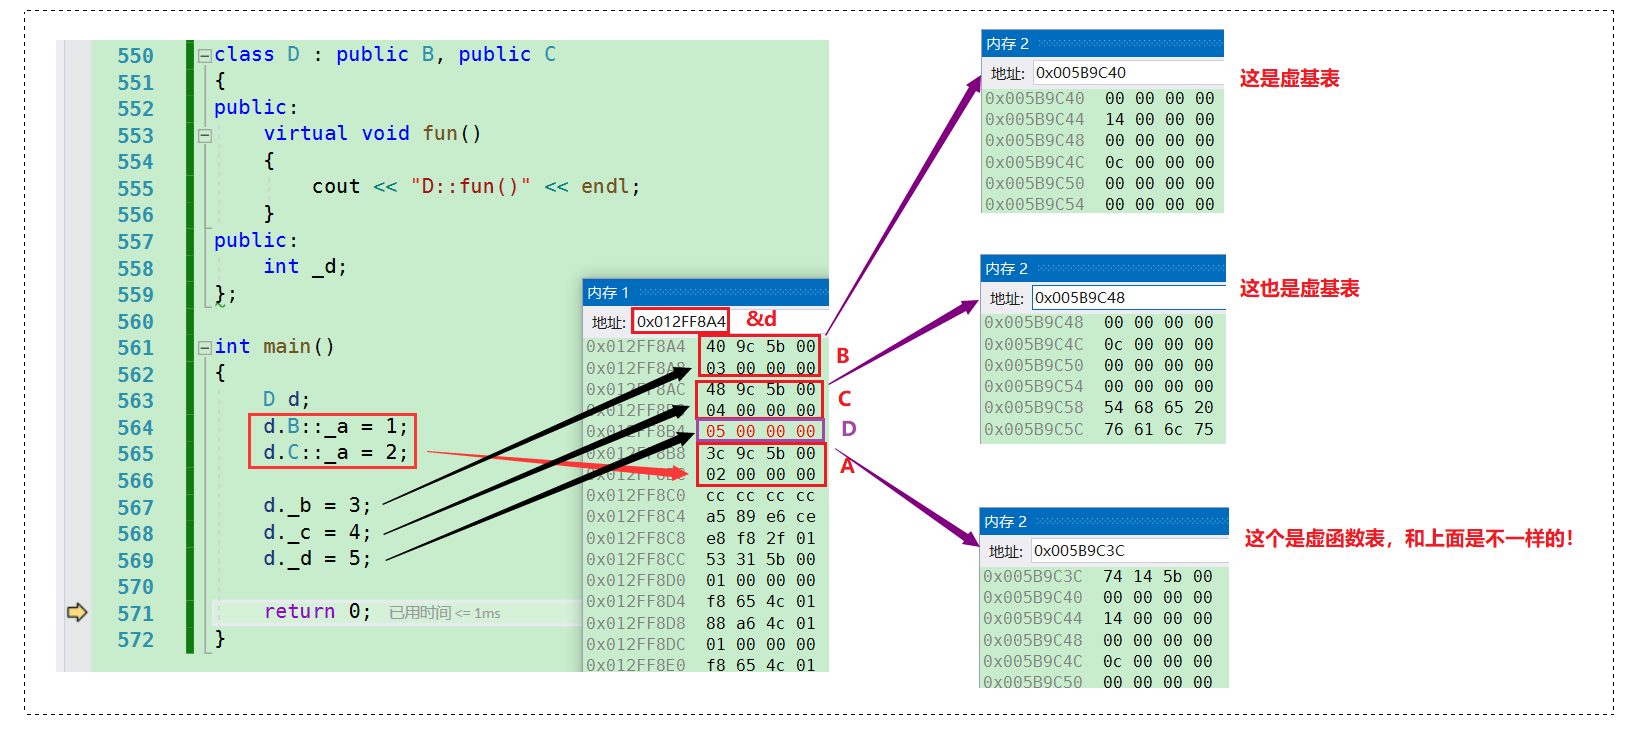 550 class D : public B, public C
551 {
552 public:
553 virtual void fun()
554 {
555 cout << "D::fun()" << endl;
556 }
557 public:
558 int _d;
559 };
560
561 int main()
562 {
563 D d;
564 d.B::_a = 1;
565 d.C::_a = 2;
566
567 d._b = 3;
568 d._c = 4;
569 d._d = 5;
570
571 return 0; 已用时间 <= 1ms
572 }
内存 1
地址: 0x012FF8A4 &d
0x012FF8A4 40 9c 5b 00
03 00 00 00
B
0x012FF8AC 48 9c 5b 00
04 00 00 00
C
0x012FF8B4 05 00 00 00 D
0x012FF8B8 3c 9c 5b 00
02 00 00 00
A
0x012FF8C0 cc cc cc cc
0x012FF8C4 a5 89 e6 ce
0x012FF8C8 e8 f8 2f 01
0x012FF8CC 53 31 5b 00
0x012FF8D0 01 00 00 00
0x012FF8D4 f8 65 4c 01
0x012FF8D8 88 a6 4c 01
0x012FF8DC 01 00 00 00
0x012FF8E0 f8 65 4c 01
内存 2
地址: 0x005B9C40
这是虚基表
0x005B9C40 00 00 00 00
0x005B9C44 14 00 00 00
0x005B9C48 00 00 00 00
0x005B9C4C 0c 00 00 00
0x005B9C50 00 00 00 00
0x005B9C54 00 00 00 00
内存 2
地址: 0x005B9C48
这也是虚基表
0x005B9C48 00 00 00 00
0x005B9C4C 0c 00 00 00
0x005B9C50 00 00 00 00
0x005B9C54 00 00 00 00
0x005B9C58 54 68 65 20
0x005B9C5C 76 61 6c 75
内存 2
地址: 0x005B9C3C
这个是虚函数表，和上面是不一样的！
0x005B9C3C 74 14 5b 00
0x005B9C40 00 00 00 00
0x005B9C44 14 00 00 00
0x005B9C48 00 00 00 00
0x005B9C4C 0c 00 00 00
0x005B9C50 00 00 00 00